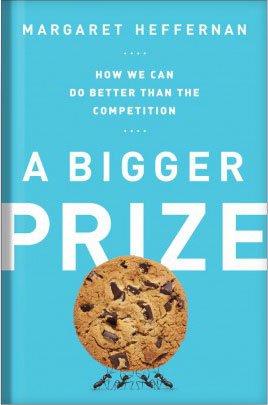 MARGARET HEFFERNAN
HOW WE CAN
DO BETTER THAN THE
COMPETITION
A BIGGER
PRIZE